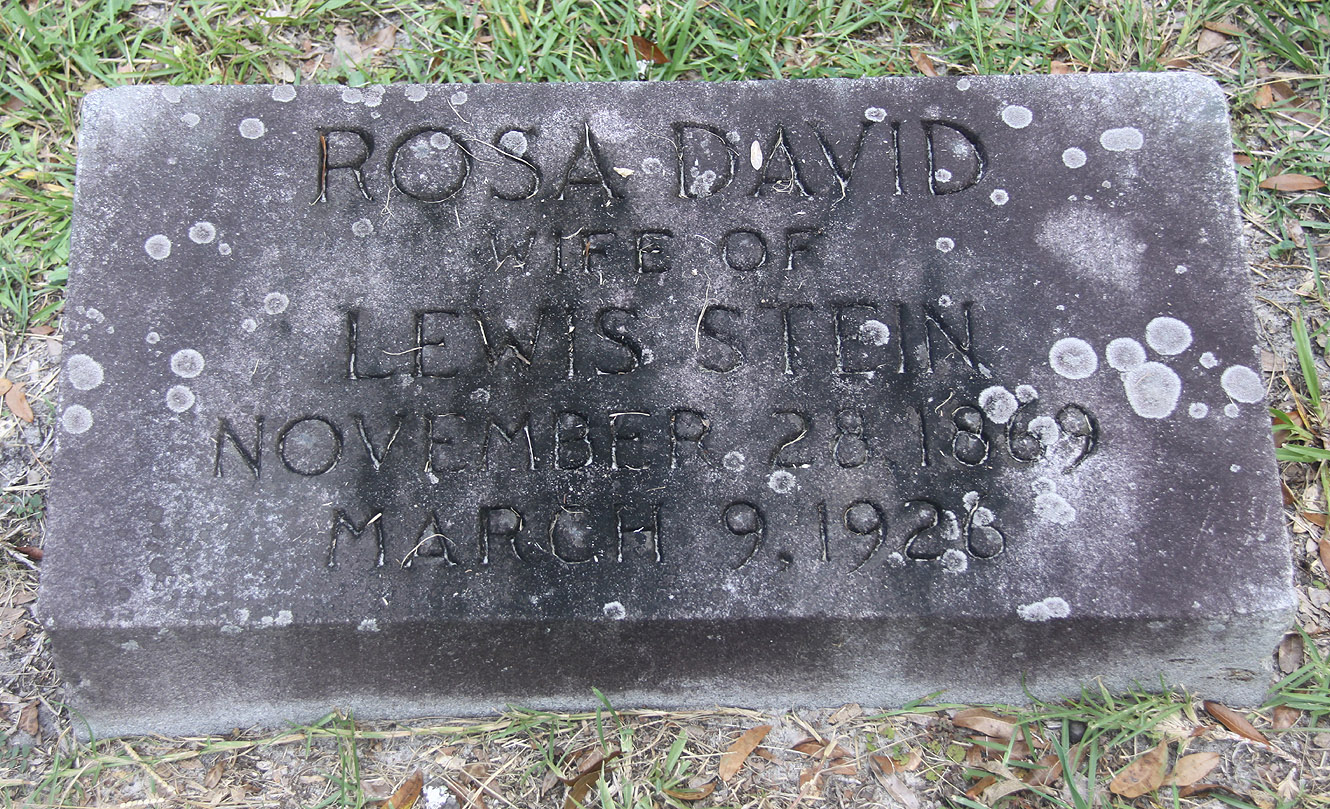 ROSA DAVID
WIFE OF
LEWIS STEIN
NOVEMBER 28, 1869
MARCH 9, 1926